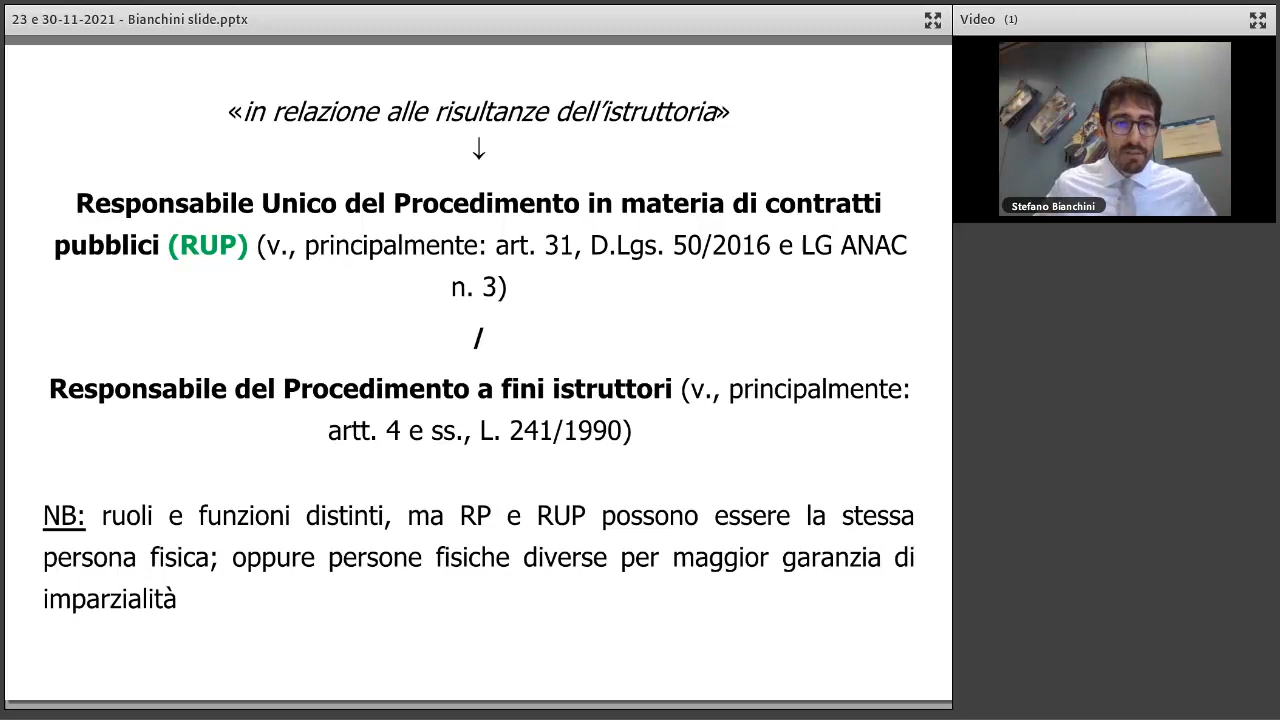 23 e 30-11-2021 - Bianchini slide.pptx
Video (1)
«in relazione alle risultanze dell’istruttoria»
↓
Responsabile Unico del Procedimento in materia di contratti
pubblici (RUP) (v., principalmente: art. 31, D.Lgs. 50/2016 e LG ANAC
n. 3)
/
Responsabile del Procedimento a fini istruttori (v., principalmente:
artt. 4 e ss., L. 241/1990)
NB: ruoli e funzioni distinti, ma RP e RUP possono essere la stessa
persona fisica; oppure persone fisiche diverse per maggior garanzia di
imparzialità
Stefano Bianchini